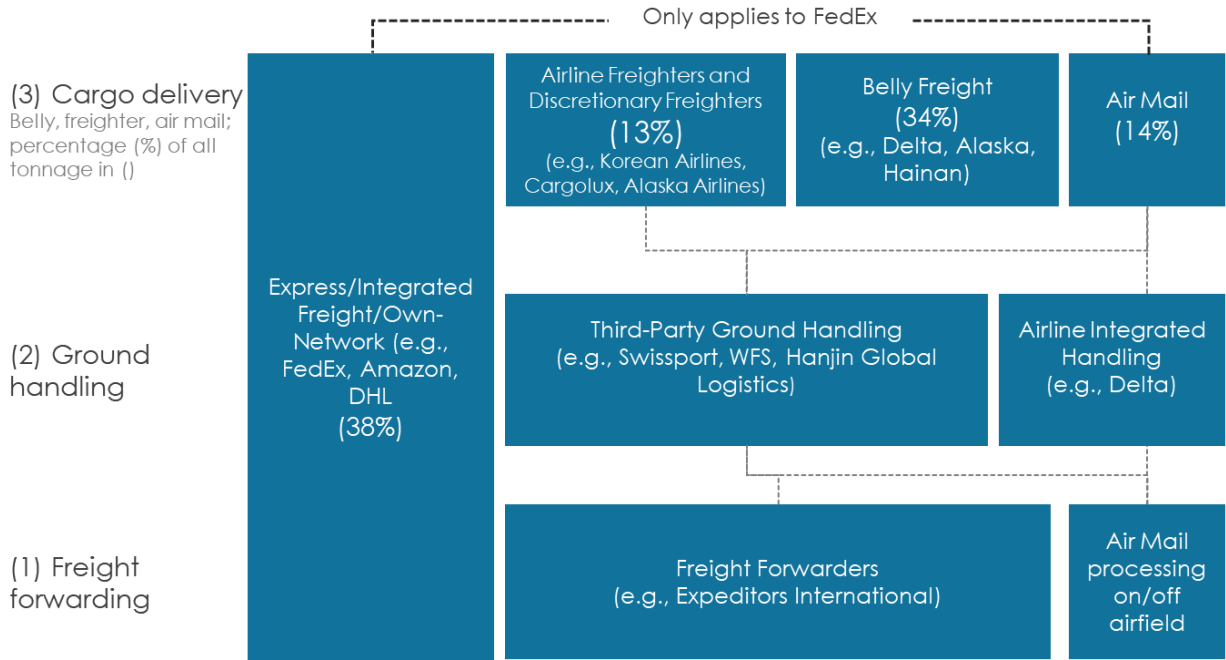 Only applies to FedEx
(3) Cargo delivery
Belly, freighter, air mail;
percentage (%) of all
tonnage in ()
Airline Freighters and
Discretionary Freighters
(13%)
(e.g., Korean Airlines,
Cargolux, Alaska Airlines)
Belly Freight
(34%)
(e.g., Delta, Alaska,
Hainan)
Air Mail
(14%)
Express/Integrated
Freight/Own-
Network (e.g.,
FedEx, Amazon,
DHL
(38%)
(2) Ground
handling
Third-Party Ground Handling
(e.g., Swissport, WFS, Hanjin Global
Logistics)
Airline Integrated
Handling
(e.g., Delta)
(1) Freight
forwarding
Freight Forwarders
(e.g., Expeditors International)
Air Mail
processing
on/off
airfield